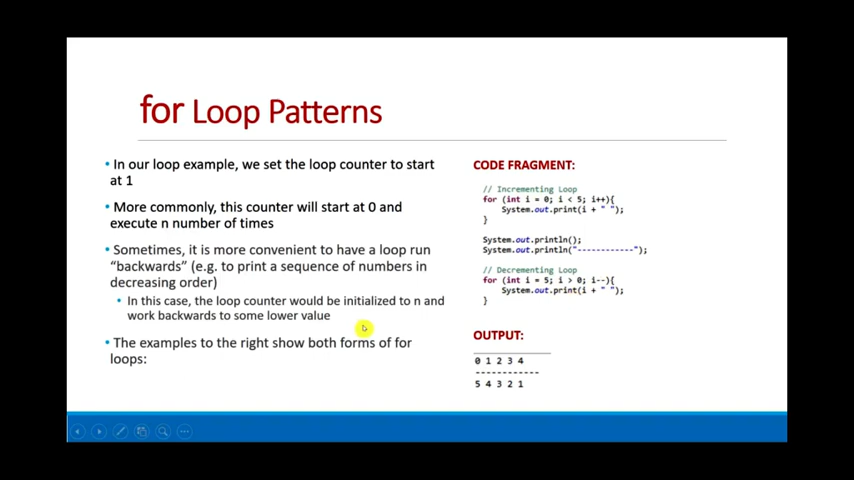 for Loop Patterns
• In our loop example, we set the loop counter to start
at 1
• More commonly, this counter will start at 0 and
execute n number of times
• Sometimes, it is more convenient to have a loop run
“backwards” (e.g. to print a sequence of numbers in
decreasing order)
• In this case, the loop counter would be initialized to n and
work backwards to some lower value
• The examples to the right show both forms of for
loops:
CODE FRAGMENT:
// Incrementing Loop
for (int i = 0; i < 5; i++){
System.out.print(i + " ");
}
System.out.println();
System.out.println("------------");
// Decrementing Loop
for (int i = 5; i > 0; i--){
System.out.print(i + " ");
}
OUTPUT:
0 1 2 3 4
------------
5 4 3 2 1